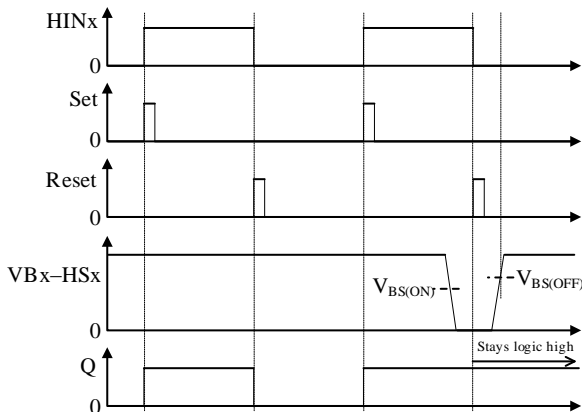 HINx
0
Set
0
Reset
0
VBx–HSx
VBS(ON)
VBS(OFF)
0
Stays logic high
Q
0